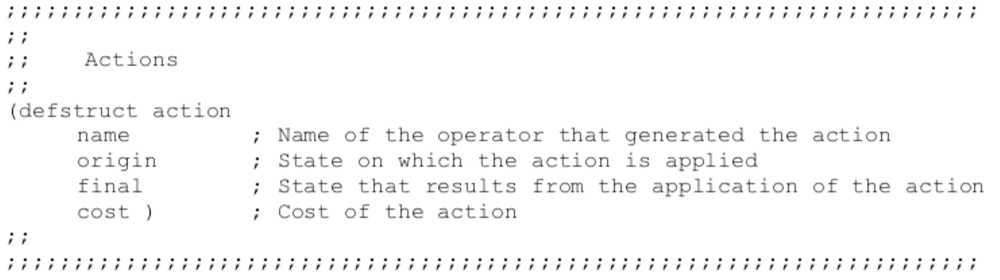 ;;;;;;;;;;;;;;;;;;;;;;;;;;;;;;;;;;;;;;;;;;;;;;;;;;;;;;;;;;;;;;;;;;;;;;;
;;
;;     Actions
;;
(defstruct action
     name         ; Name of the operator that generated the action
     origin       ; State on which the action is applied
     final        ; State that results from the application of the action
     cost )       ; Cost of the action
;;
;;;;;;;;;;;;;;;;;;;;;;;;;;;;;;;;;;;;;;;;;;;;;;;;;;;;;;;;;;;;;;;;;;;;;;;